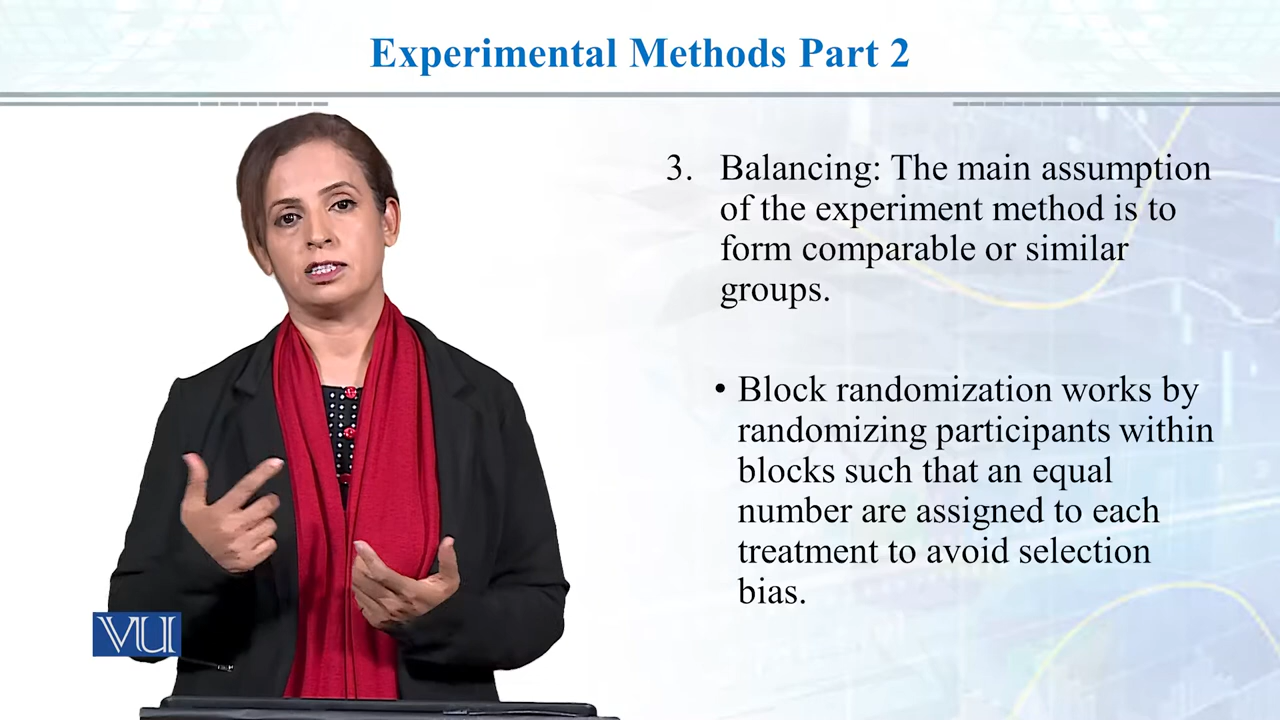 Experimental Methods Part 2
3. Balancing: The main assumption
of the experiment method is to
form comparable or similar
groups.
• Block randomization works by
randomizing participants within
blocks such that an equal
number are assigned to each
treatment to avoid selection
bias.
VU